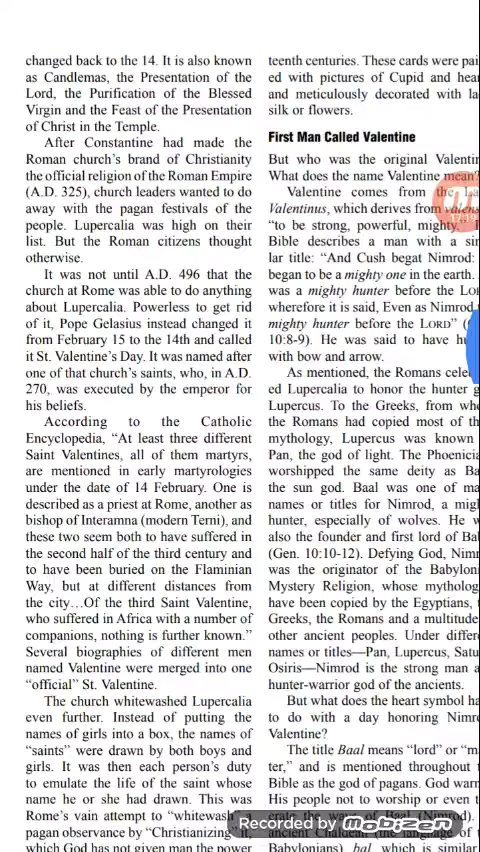 changed back to the 14. It is also known
as Candlemas, the Presentation of the
Lord, the Purification of the Blessed
Virgin and the Feast of the Presentation
of Christ in the Temple.
After Constantine had made the
Roman church's brand of Christianity
the official religion of the Roman Empire
(A.D. 325), church leaders wanted to do
away with the pagan festivals of the
people. Lupercalia was high on their
list. But the Roman citizens thought
otherwise.
It was not until A.D. 496 that the
church at Rome was able to do anything
about Lupercalia. Powerless to get rid
of it, Pope Gelasius instead changed it
from February 15 to the 14th and called
it St. Valentine's Day. It was named after
one of that church's saints, who, in A.D.
270, was executed by the emperor for
his beliefs.
According to the Catholic
Encyclopedia, “At least three different
Saint Valentines, all of them martyrs,
are mentioned in early martyrologies
under the date of 14 February. One is
described as a priest at Rome, another as
bishop of Interamna (modern Terni), and
these two seem both to have suffered in
the second half of the third century and
to have been buried on the Flaminian
Way, but at different distances from
the city…Of the third Saint Valentine,
who suffered in Africa with a number of
companions, nothing is further known.”
Several biographies of different men
named Valentine were merged into one
“official” St. Valentine.
The church whitewashed Lupercalia
even further. Instead of putting the
names of girls into a box, the names of
“saints” were drawn by both boys and
girls. It was then each person's duty
to emulate the life of the saint whose
name he or she had drawn. This was
Rome's vain attempt to “whitewash” a
pagan observance by “Christianizing” it,
which God has not given man the power
teenth centuries. These cards were pai
ed with pictures of Cupid and hear
and meticulously decorated with la
silk or flowers.
First Man Called Valentine
But who was the original Valentin
What does the name Valentine mean?
Valentine comes from the
Valentinus, which derives from valens
“to be strong, powerful, mighty,”
Bible describes a man with a sim
lar title: “And Cush begat Nimrod:
began to be a mighty one in the earth.
was a mighty hunter before the LO
wherefore it is said, Even as Nimrod
mighty hunter before the LORD” (
10:8-9). He was said to have hu
with bow and arrow.
As mentioned, the Romans cele
ed Lupercalia to honor the hunter g
Lupercus. To the Greeks, from who
the Romans had copied most of th
mythology, Lupercus was known
Pan, the god of light. The Phoenicia
worshipped the same deity as Ba
the sun god. Baal was one of ma
names or titles for Nimrod, a migh
hunter, especially of wolves. He w
also the founder and first lord of Bal
(Gen. 10:10-12). Defying God, Nimr
was the originator of the Babylon
Mystery Religion, whose mytholog
have been copied by the Egyptians, t
Greeks, the Romans and a multitude
other ancient peoples. Under differe
names or titles—Pan, Lupercus, Satu
Osiris—Nimrod is the strong man a
hunter-warrior god of the ancients.
But what does the heart symbol ha
to do with a day honoring Nimro
Valentine?
The title Baal means “lord” or “ma
ter,” and is mentioned throughout t
Bible as the god of pagans. God warn
His people not to worship or even t
erate the ways of Baal (Nimrod).
ancient Chaldean (the language of t
Babylonians), bal, which is similar
Recorded by Mobizen